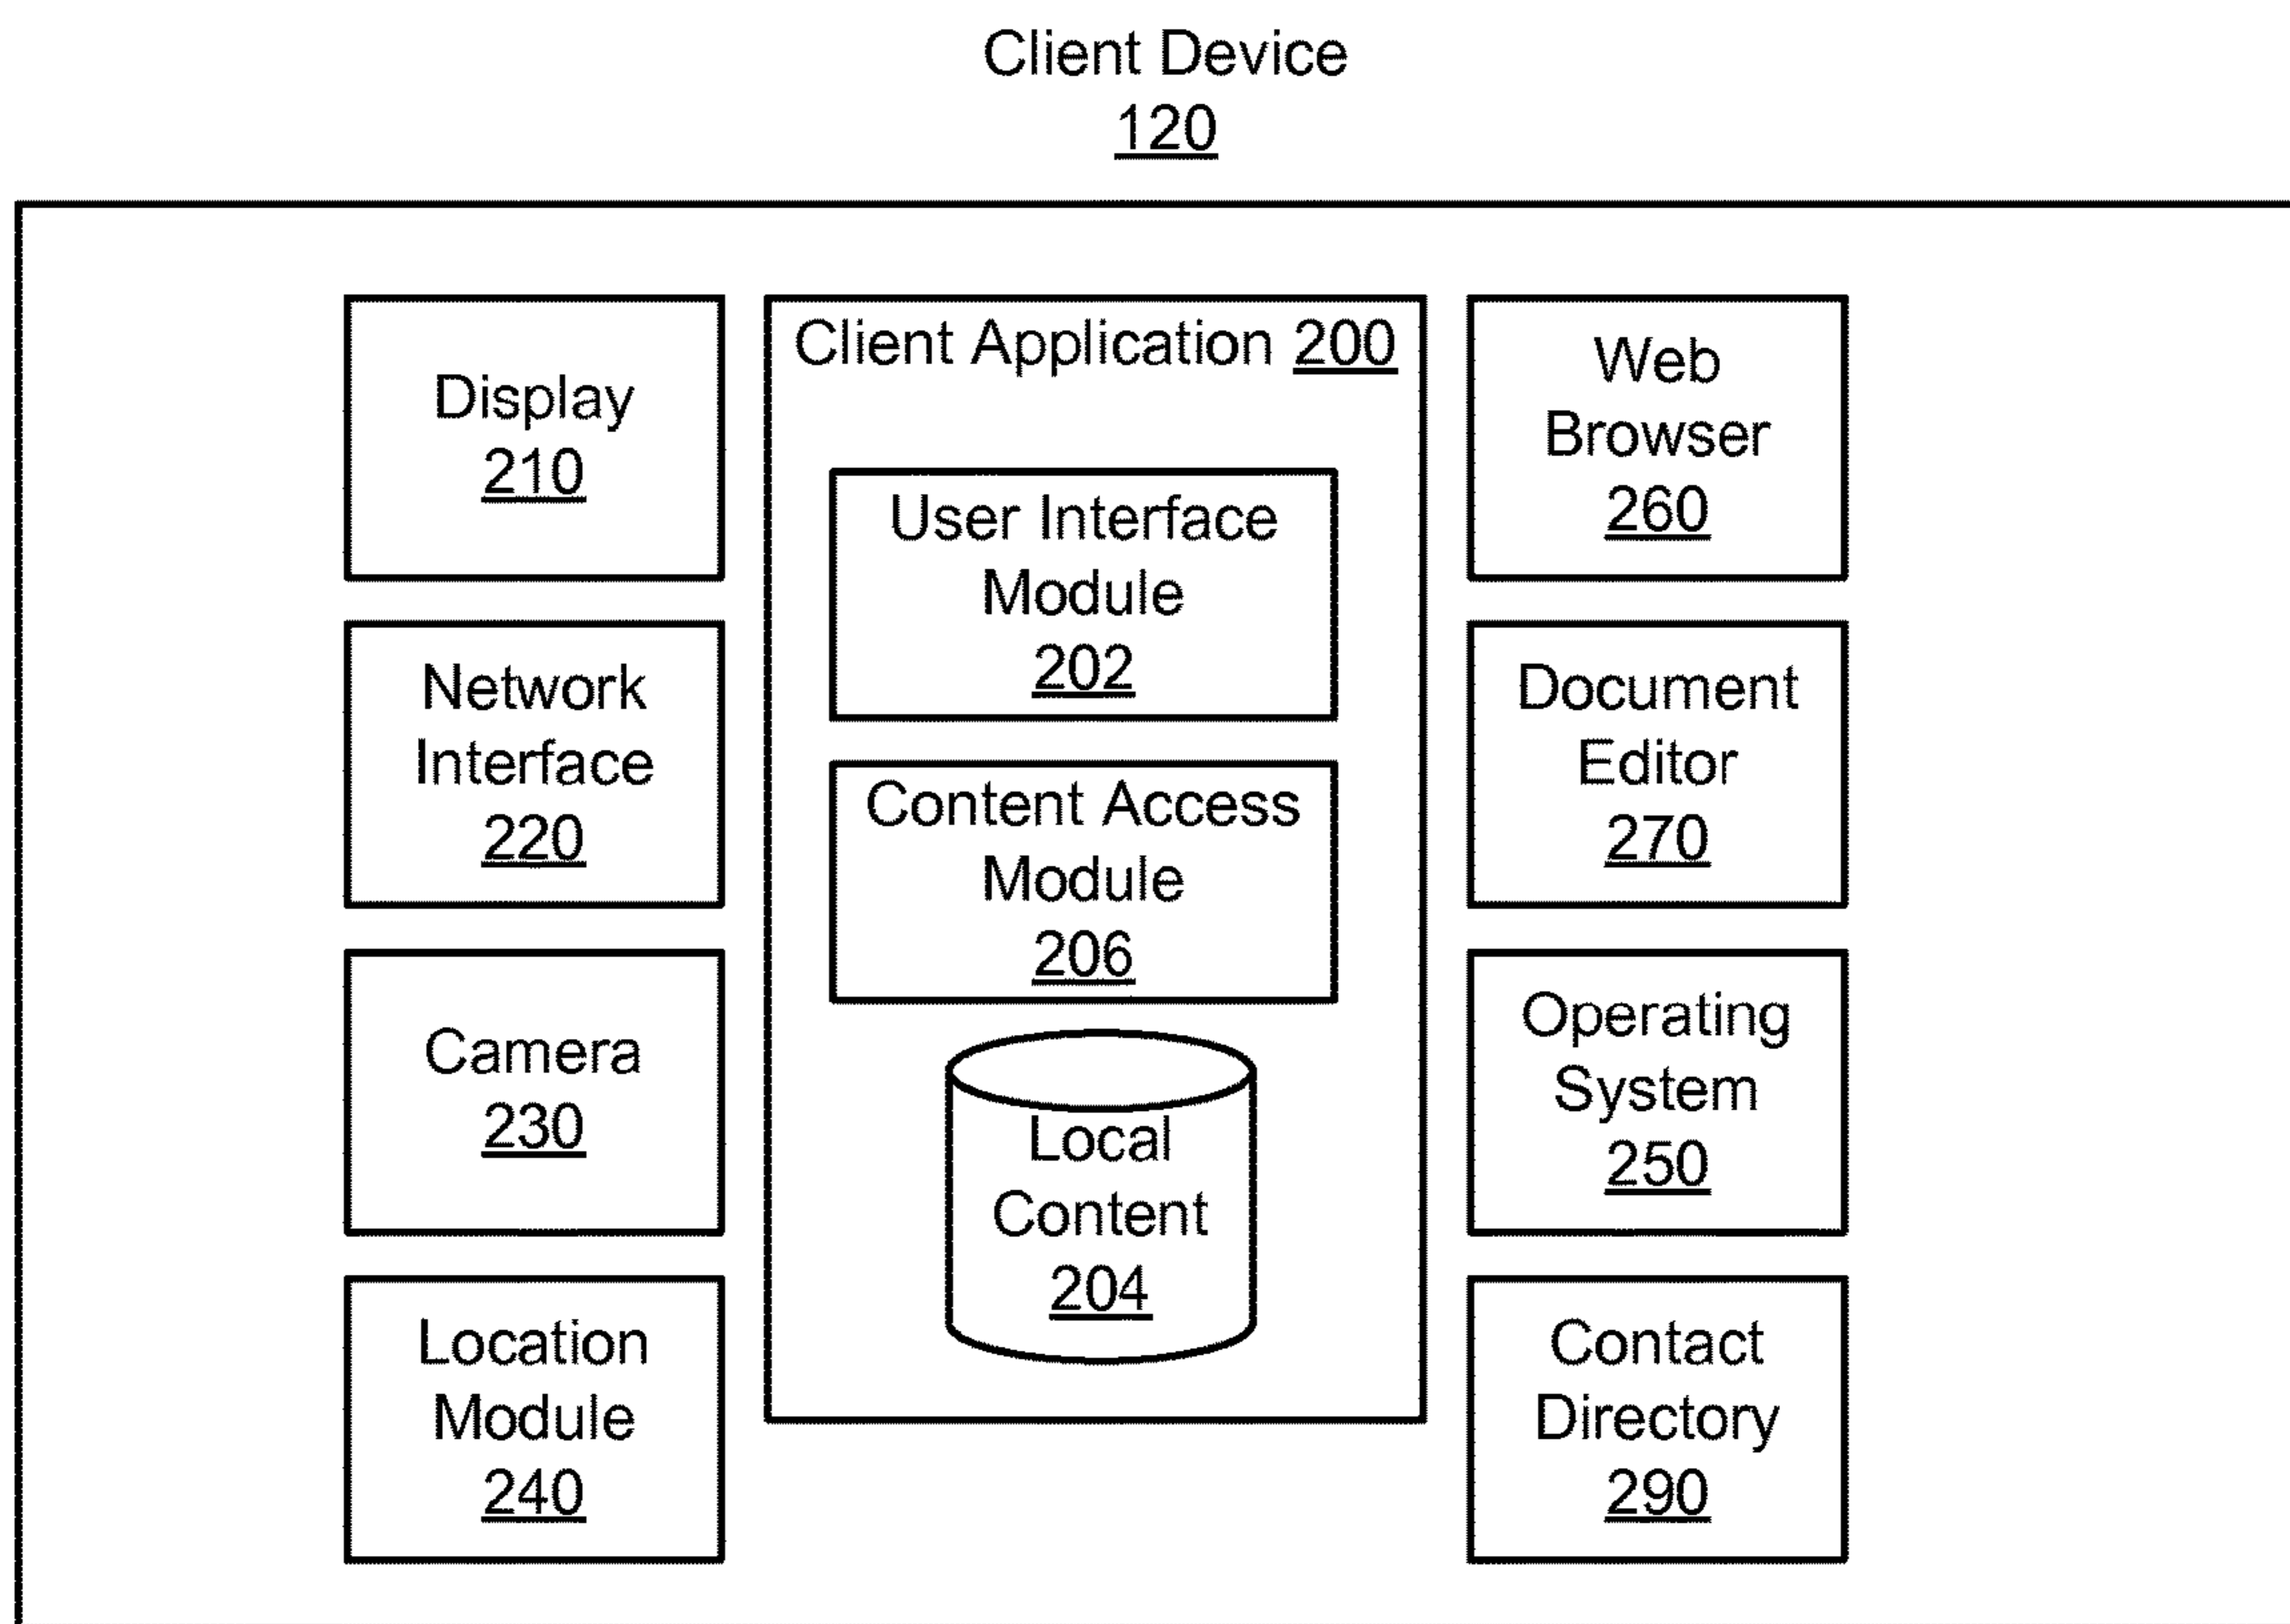 Client Device
120
Display
210
Network
Interface
220
Camera
230
Location
Module
240
Client Application 200
User Interface
Module
202
Content Access
Module
206
Local
Content
204
Web
Browser
260
Document
Editor
270
Operating
System
250
Contact
Directory
290